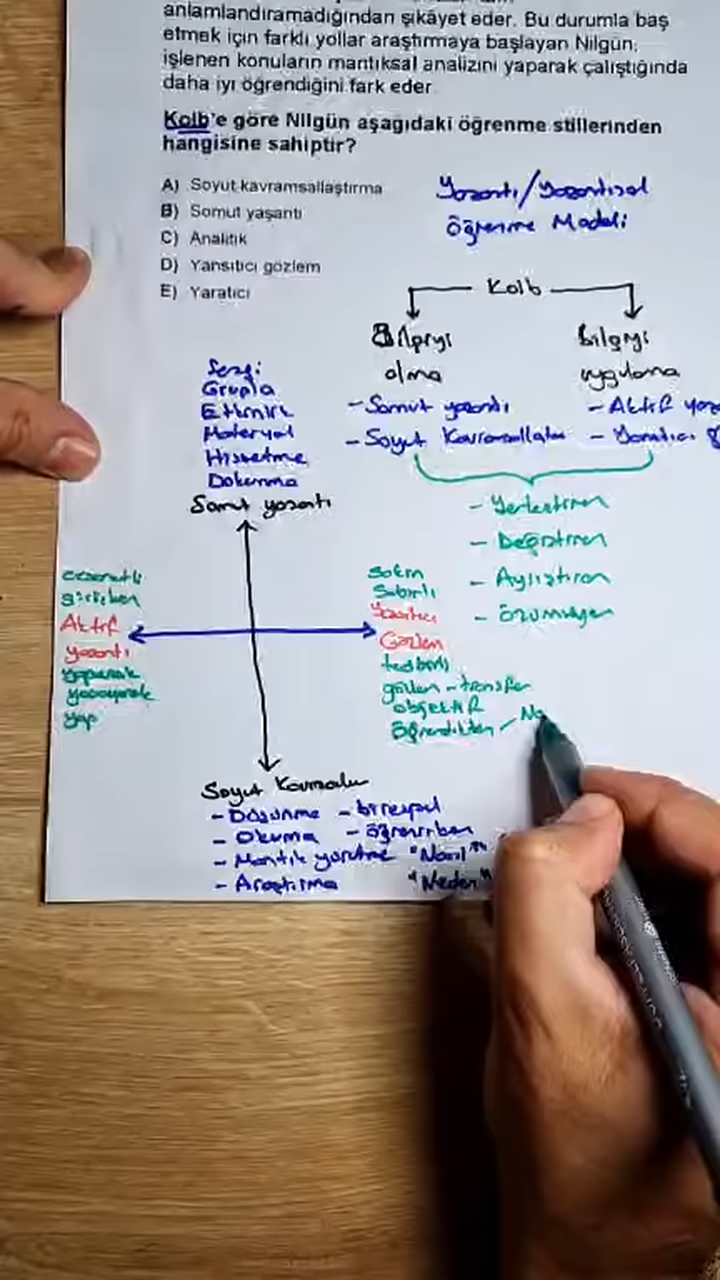 anlamlandıramadığından şikâyet eder. Bu durumla baş
etmek için farklı yollar araştırmaya başlayan Nilgün,
işlenen konuların mantıksal analizini yaparak çalıştığında
daha iyi öğrendiğini fark eder
Kolb'e göre Nilgün aşağıdaki öğrenme stillerinden
hangisine sahiptir?
A) Soyut kavramsallaştırma
B) Somut yaşantı
C) Analitik
D) Yansıtıcı gözlem
E) Yaratıcı
Yaşantı/Yaşantısal
Öğrenme Modeli
Kolb
Bilgiyi
alma
- Somut yaşantı
- Soyut Kavramsallaştı
Bilgiyi
uygulama
- Aktif yaşa
- Yansıtıcı g
- Yerleştiren
- Değiştiren
- Ayrıştıran
- Özümseyen
Sezgi
Grupla
Etkinlik
Materyal
Hissetme
Dokunma
Somut yaşantı
Aktif
yaşantı
Yaparak
yaşayarak
yap
Sakin
Sabırlı
Yansıtıcı
Gözlem
tedbirli
gözlem - transfer
objektif
Soyut Kavramla
- Düşünme - bireysel
- Okuma - öğrenirken
- Mantık yürütme "Nasıl"
- Araştırma "Neden"